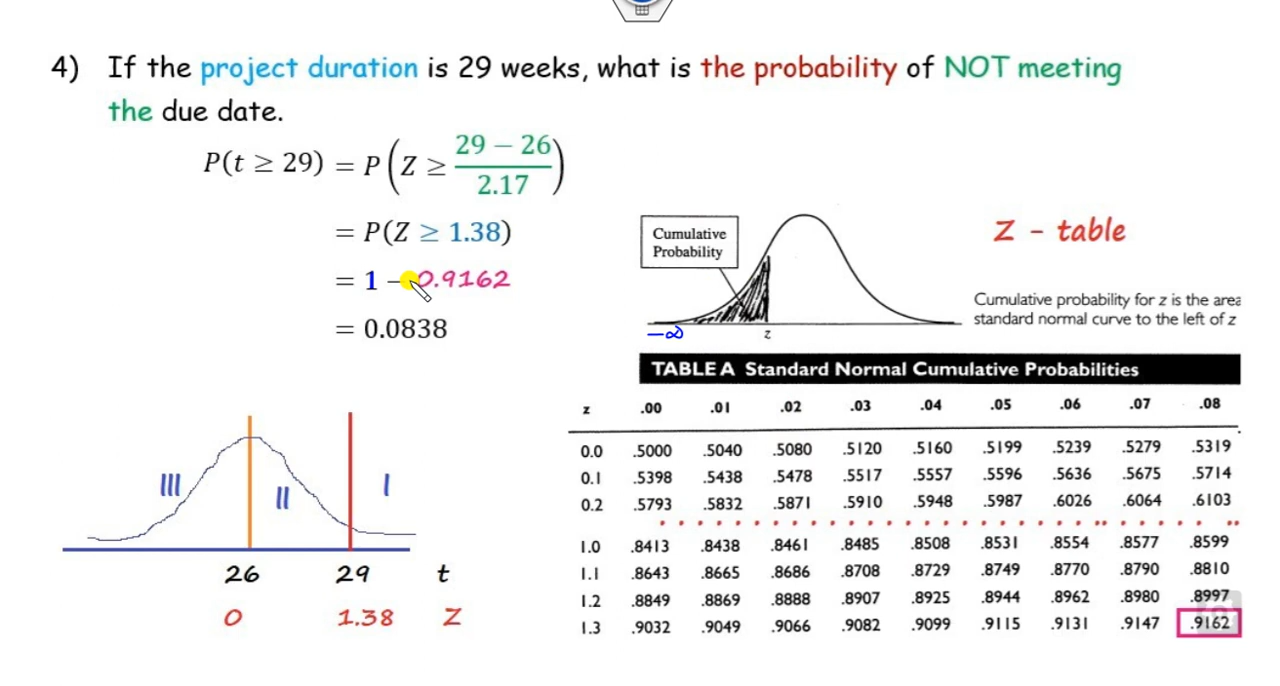 4) If the project duration is 29 weeks, what is the probability of NOT meeting
the due date.
P(t ≥ 29) = P(Z ≥ (29 − 26)/2.17)
= P(Z ≥ 1.38)
= 1 − 0.9162
= 0.0838
Cumulative
Probability
Z - table
Cumulative probability for z is the area
standard normal curve to the left of z
−∞
z
TABLE A Standard Normal Cumulative Probabilities
z .00 .01 .02 .03 .04 .05 .06 .07 .08
0.0 .5000 .5040 .5080 .5120 .5160 .5199 .5239 .5279 .5319
0.1 .5398 .5438 .5478 .5517 .5557 .5596 .5636 .5675 .5714
0.2 .5793 .5832 .5871 .5910 .5948 .5987 .6026 .6064 .6103
1.0 .8413 .8438 .8461 .8485 .8508 .8531 .8554 .8577 .8599
1.1 .8643 .8665 .8686 .8708 .8729 .8749 .8770 .8790 .8810
1.2 .8849 .8869 .8888 .8907 .8925 .8944 .8962 .8980 .8997
1.3 .9032 .9049 .9066 .9082 .9099 .9115 .9131 .9147 .9162
III II I
26 29 t
0 1.38 Z